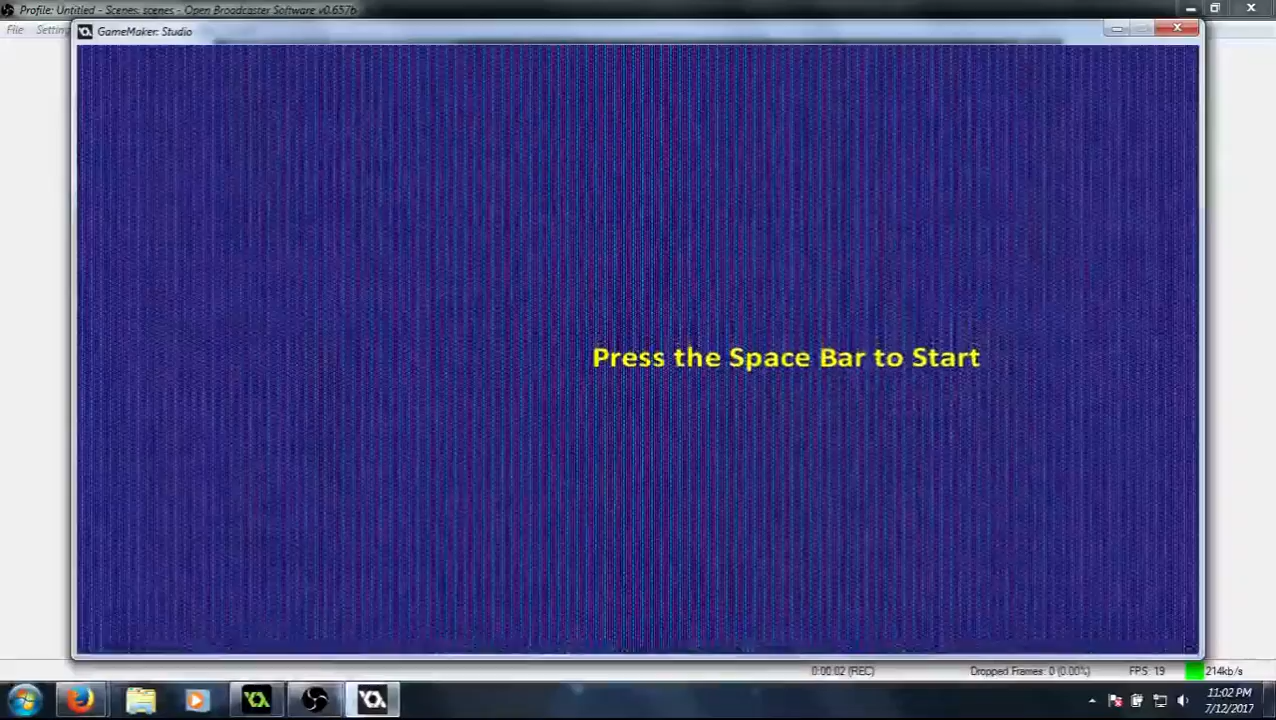 Profile: Untitled - Scenes: scenes - Open Broadcaster Software v0.657b
File Setting
GameMaker: Studio
Press the Space Bar to Start
0:00:02 (REC) Dropped Frames: 0 (0.00%) FPS: 19 214kb/s
11:02 PM
7/12/2017